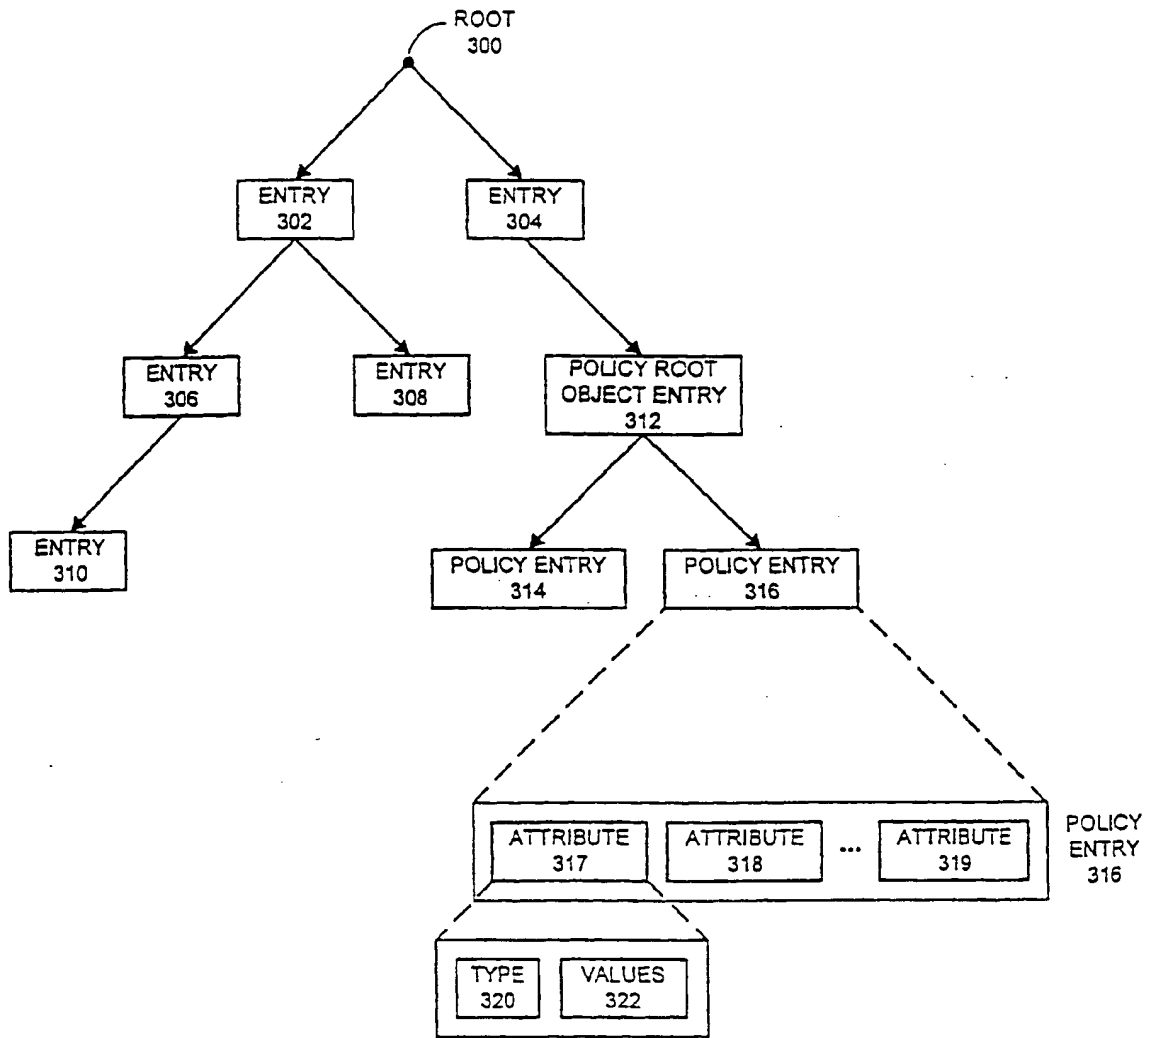 ROOT
300
ENTRY
302
ENTRY
304
ENTRY
306
ENTRY
308
POLICY ROOT
OBJECT ENTRY
312
ENTRY
310
POLICY ENTRY
314
POLICY ENTRY
316
ATTRIBUTE
317
ATTRIBUTE
318
...
ATTRIBUTE
319
POLICY
ENTRY
316
TYPE
320
VALUES
322